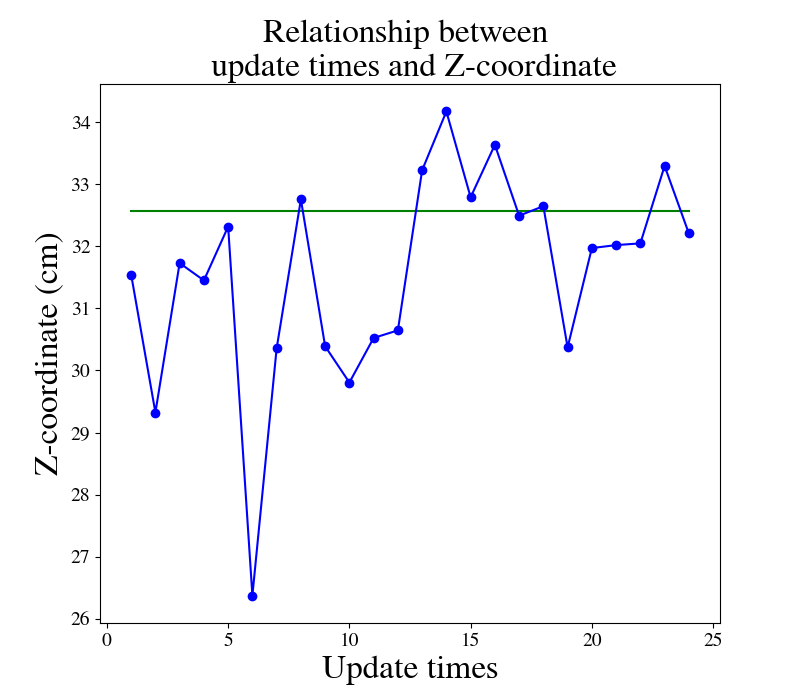 Relationship between
update times and Z-coordinate
34
33
32
31
30
29
28
27
26
Z-coordinate (cm)
0 5 10 15 20 25
Update times